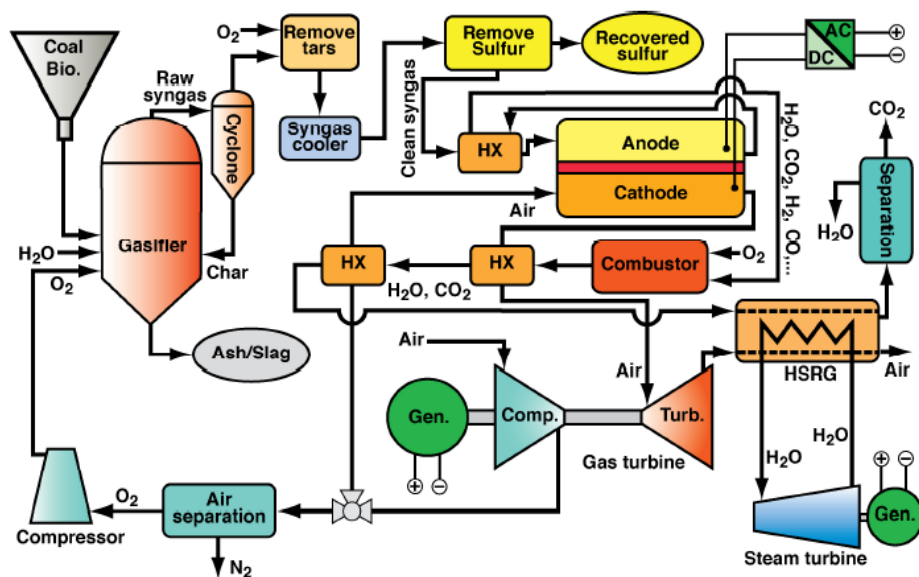 Coal
Bio.
O2
Remove
tars
Remove
Sulfur
Recovered
sulfur
AC
DC
+
−
Raw
syngas
Cyclone
Syngas
cooler
Clean syngas
HX
Anode
Cathode
H2O, CO2, H2, CO,...
CO2
Separation
H2O
Gasifier
H2O
O2
Char
Air
HX
HX
H2O, CO2
Combustor
O2
Ash/Slag
Air
Air
HSRG
Air
Gen.
Comp.
Turb.
Gas turbine
+
−
H2O
H2O
+
−
Gen.
Steam turbine
Compressor
O2
Air
separation
N2